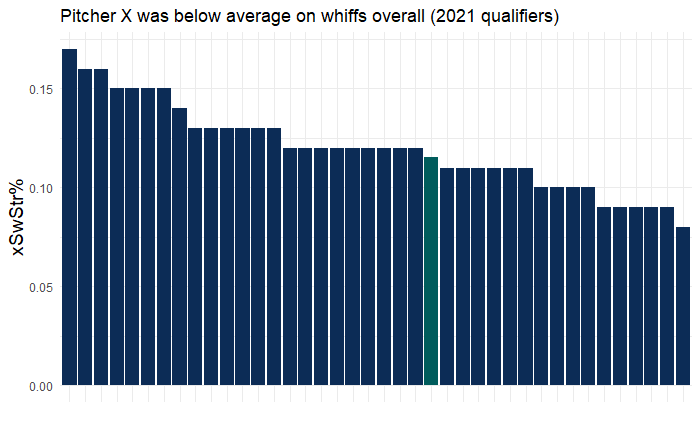 Pitcher X was below average on whiffs overall (2021 qualifiers)
0.15
0.10
0.05
0.00
xSwStr%